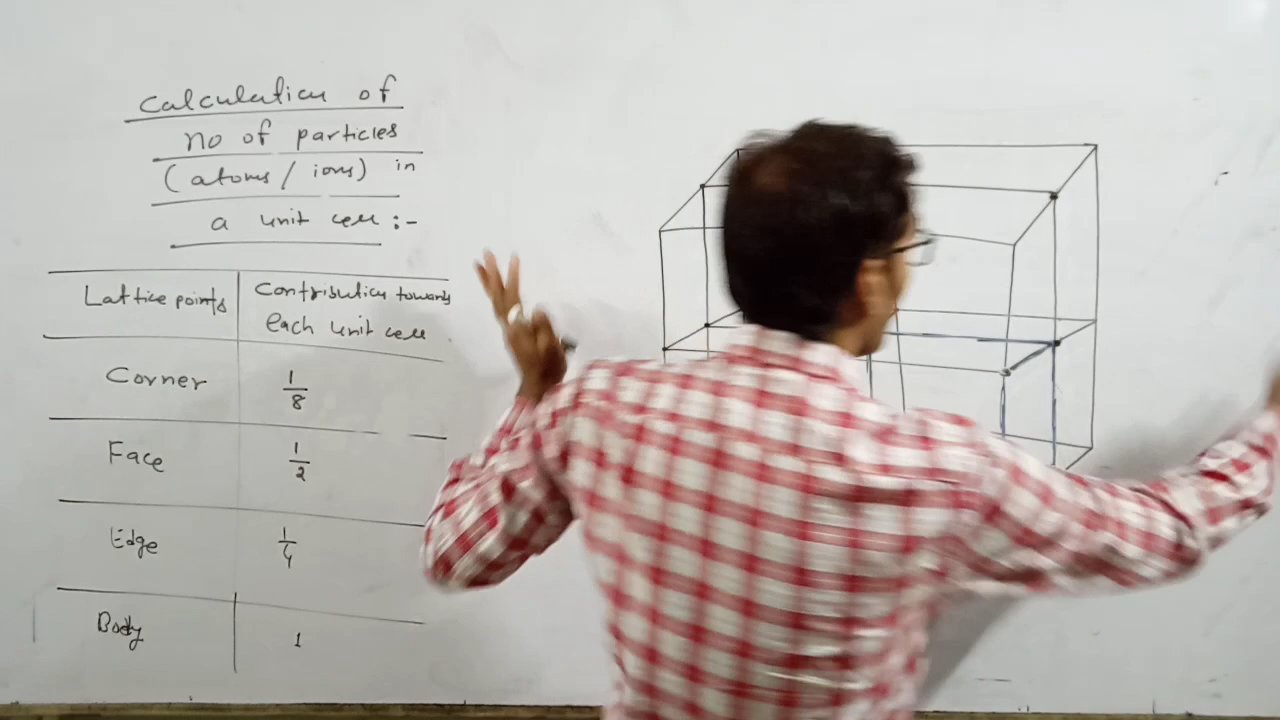 Calculation of
no of particles
(atoms / ions) in
a unit cell :-
Lattice points
Contribution towards
each unit cell
Corner
1/8
Face
1/2
Edge
1/4
Body
1